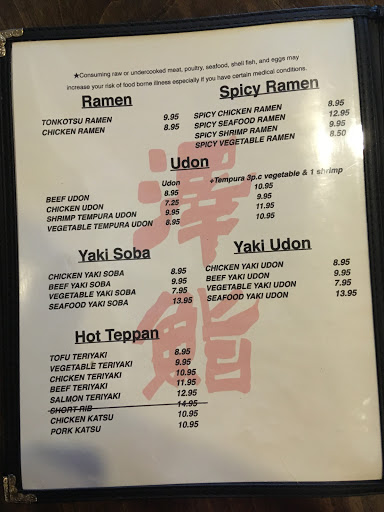 ★Consuming raw or undercooked meat, poultry, seafood, shell fish, and eggs may
increase your risk of food borne illness especially if you have certain medical conditions.
Ramen
TONKOTSU RAMEN 9.95
CHICKEN RAMEN 8.95
Spicy Ramen
SPICY CHICKEN RAMEN 8.95
SPICY SEAFOOD RAMEN 12.95
SPICY SHRIMP RAMEN 9.95
SPICY VEGETABLE RAMEN 8.50
Udon
Udon +Tempura 3p.c vegetable & 1 shrimp
BEEF UDON 8.95 10.95
CHICKEN UDON 7.25 9.95
SHRIMP TEMPURA UDON 9.95 11.95
VEGETABLE TEMPURA UDON 8.95 10.95
Yaki Soba
CHICKEN YAKI SOBA 8.95
BEEF YAKI SOBA 9.95
VEGETABLE YAKI SOBA 7.95
SEAFOOD YAKI SOBA 13.95
Yaki Udon
CHICKEN YAKI UDON 8.95
BEEF YAKI UDON 9.95
VEGETABLE YAKI UDON 7.95
SEAFOOD YAKI UDON 13.95
Hot Teppan
TOFU TERIYAKI 8.95
VEGETABLE TERIYAKI 9.95
CHICKEN TERIYAKI 10.95
BEEF TERIYAKI 11.95
SALMON TERIYAKI 12.95
SHORT RIB 14.95
CHICKEN KATSU 10.95
PORK KATSU 10.95
澤
鮨